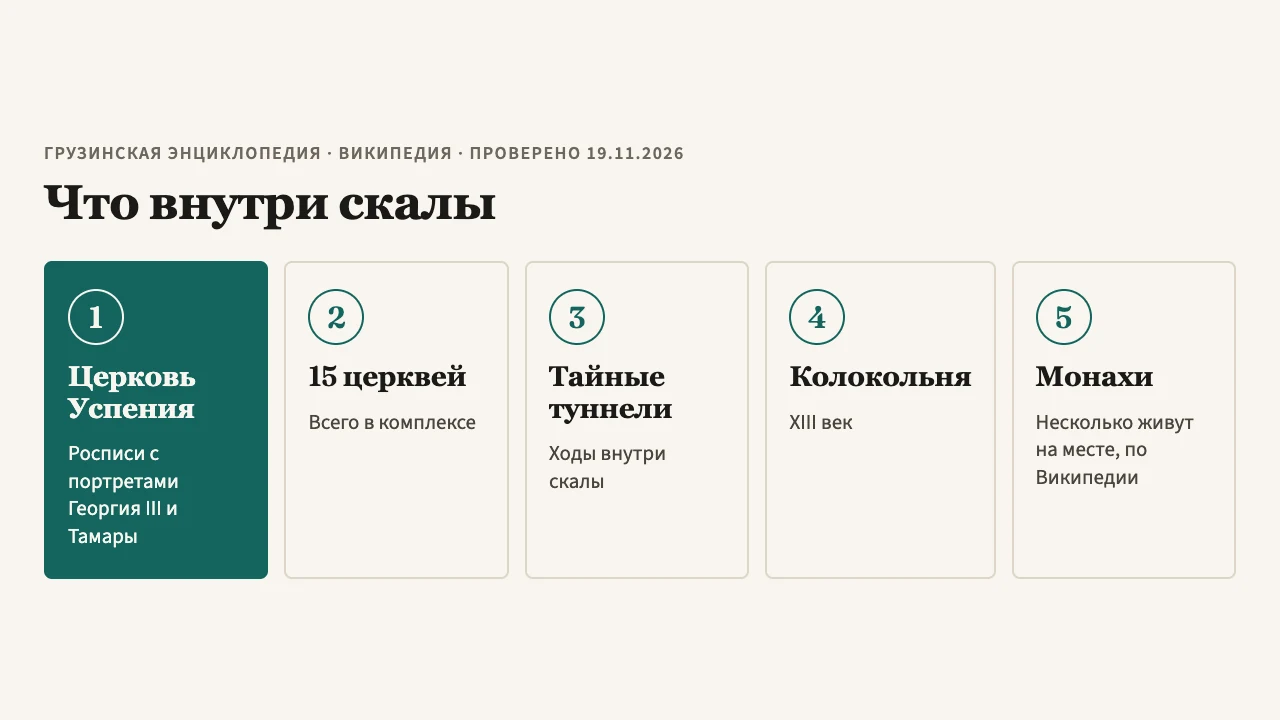 ГРУЗИНСКАЯ ЭНЦИКЛОПЕДИЯ · ВИКИПЕДИЯ · ПРОВЕРЕНО 19.11.2026
Что внутри скалы
1
Церковь
Успения
Росписи с
портретами
Георгия III и
Тамары
2
15 церквей
Всего в комплексе
3
Тайные
туннели
Ходы внутри
скалы
4
Колокольня
XIII век
5
Монахи
Несколько живут
на месте, по
Википедии